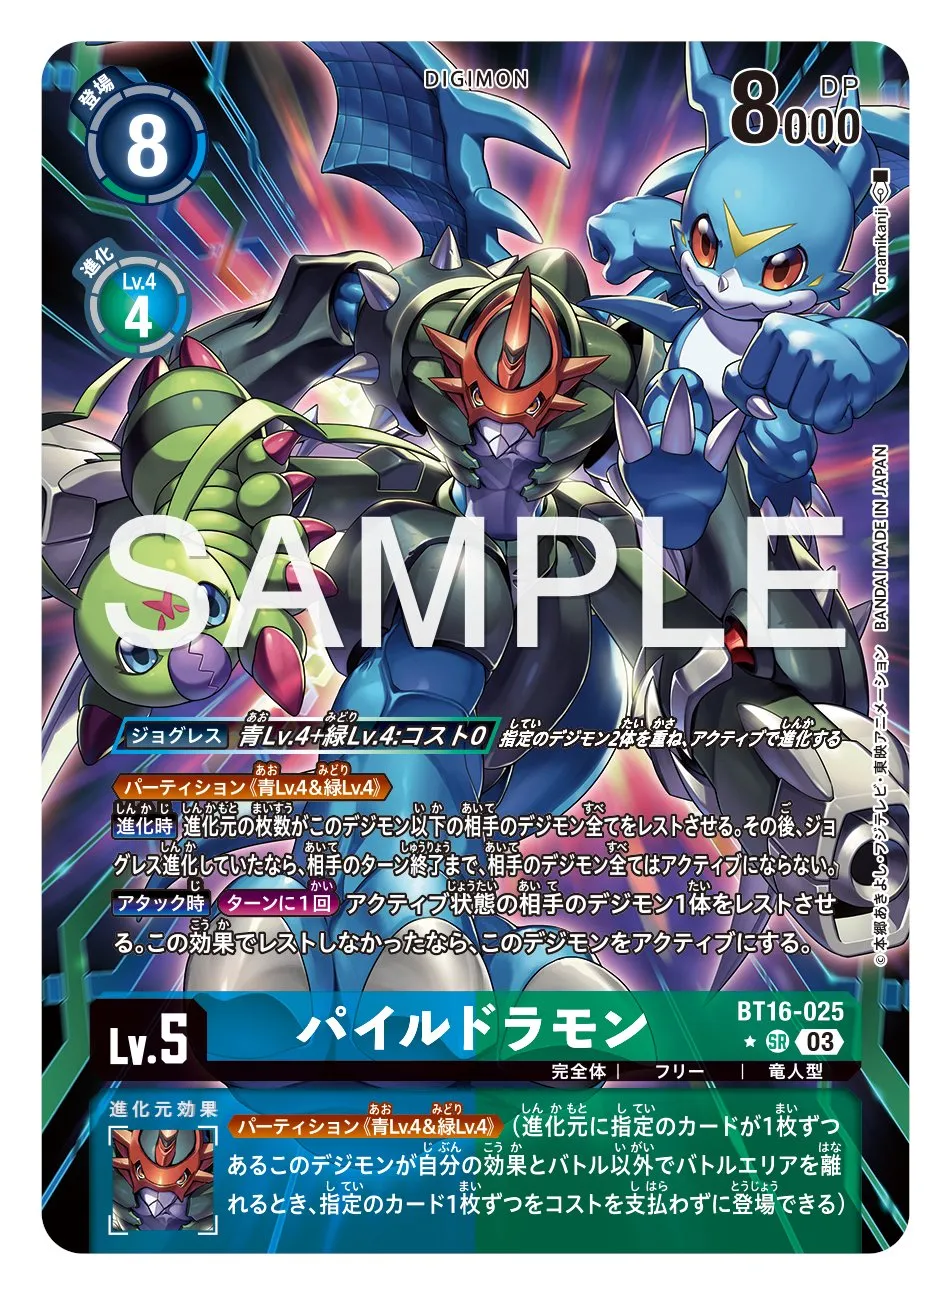 DIGIMON
登場
8
8000
DP
進化
Lv.4
4
Tonamikanji
SAMPLE
BANDAI MADE IN JAPAN
©本郷あきよし・フジテレビ・東映アニメーション
ジョグレス 青Lv.4+緑Lv.4:コスト0 指定のデジモン2体を重ね、アクティブで進化する
パーティション《青Lv.4&緑Lv.4》
進化時 進化元の枚数がこのデジモン以下の相手のデジモン全てをレストさせる。その後、ジョ
グレス進化していたなら、相手のターン終了まで、相手のデジモン全てはアクティブにならない。
アタック時 ターンに1回 アクティブ状態の相手のデジモン1体をレストさせ
る。この効果でレストしなかったなら、このデジモンをアクティブにする。
BT16-025
Lv.5 パイルドラモン
SR 03
完全体 | フリー | 竜人型
進化元効果
パーティション《青Lv.4&緑Lv.4》(進化元に指定のカードが1枚ずつ
あるこのデジモンが自分の効果とバトル以外でバトルエリアを離
れるとき、指定のカード1枚ずつをコストを支払わずに登場できる)